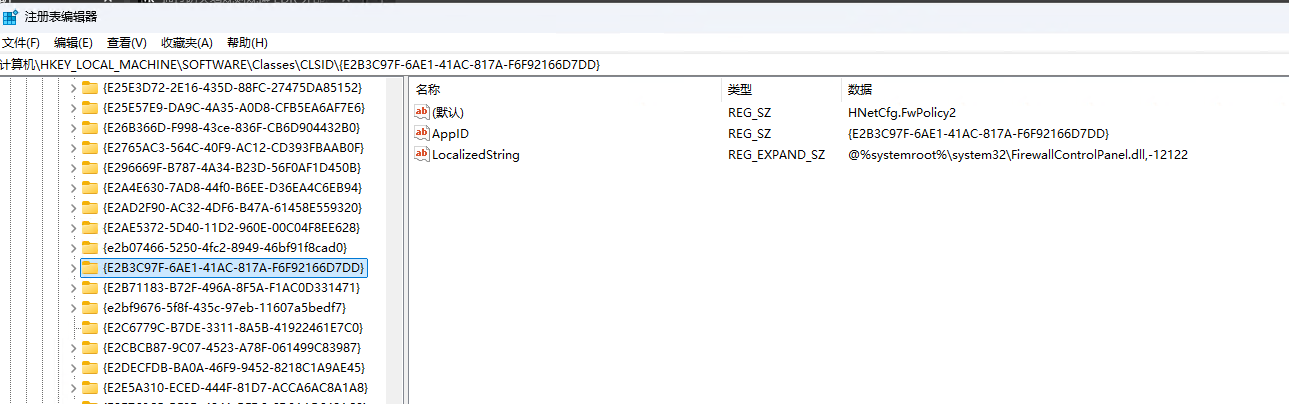 注册表编辑器
文件(F) 编辑(E) 查看(V) 收藏夹(A) 帮助(H)
计算机\HKEY_LOCAL_MACHINE\SOFTWARE\Classes\CLSID\{E2B3C97F-6AE1-41AC-817A-F6F92166D7DD}
{E25E3D72-2E16-435D-88FC-27475DA85152}
{E25E57E9-DA9C-4A35-A0D8-CFB5EA6AF7E6}
{E26B366D-F998-43ce-836F-CB6D904432B0}
{E2765AC3-564C-40F9-AC12-CD393FBAAB0F}
{E296669F-B787-4A34-B23D-56F0AF1D450B}
{E2A4E630-7AD8-44f0-B6EE-D36EA4C6EB94}
{E2AD2F90-AC32-4DF6-B47A-61458E559320}
{E2AE5372-5D40-11D2-960E-00C04F8EE628}
{e2b07466-5250-4fc2-8949-46bf91f8cad0}
{E2B3C97F-6AE1-41AC-817A-F6F92166D7DD}
{E2B71183-B72F-496A-8F5A-F1AC0D331471}
{e2bf9676-5f8f-435c-97eb-11607a5bedf7}
{E2C6779C-B7DE-3311-8A5B-41922461E7C0}
{E2CBCB87-9C07-4523-A78F-061499C83987}
{E2DECFDB-BA0A-46F9-9452-8218C1A9AE45}
{E2E5A310-ECED-444F-81D7-ACCA6AC8A1A8}
名称 类型 数据
(默认) REG_SZ HNetCfg.FwPolicy2
AppID REG_SZ {E2B3C97F-6AE1-41AC-817A-F6F92166D7DD}
LocalizedString REG_EXPAND_SZ @%systemroot%\system32\FirewallControlPanel.dll,-12122